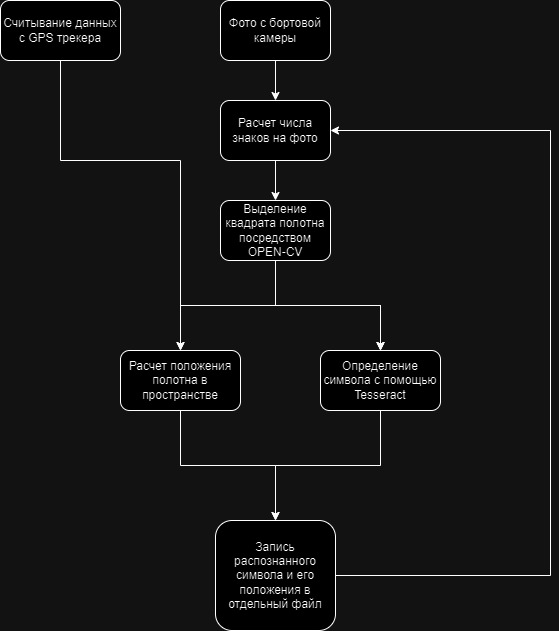 Считывание данных
с GPS трекера
Фото с бортовой
камеры
Расчет числа
знаков на фото
Выделение
квадрата полотна
посредством
OPEN-CV
Расчет положения
полотна в
пространстве
Определение
символа с помощью
Tesseract
Запись
распознанного
символа и его
положения в
отдельный файл